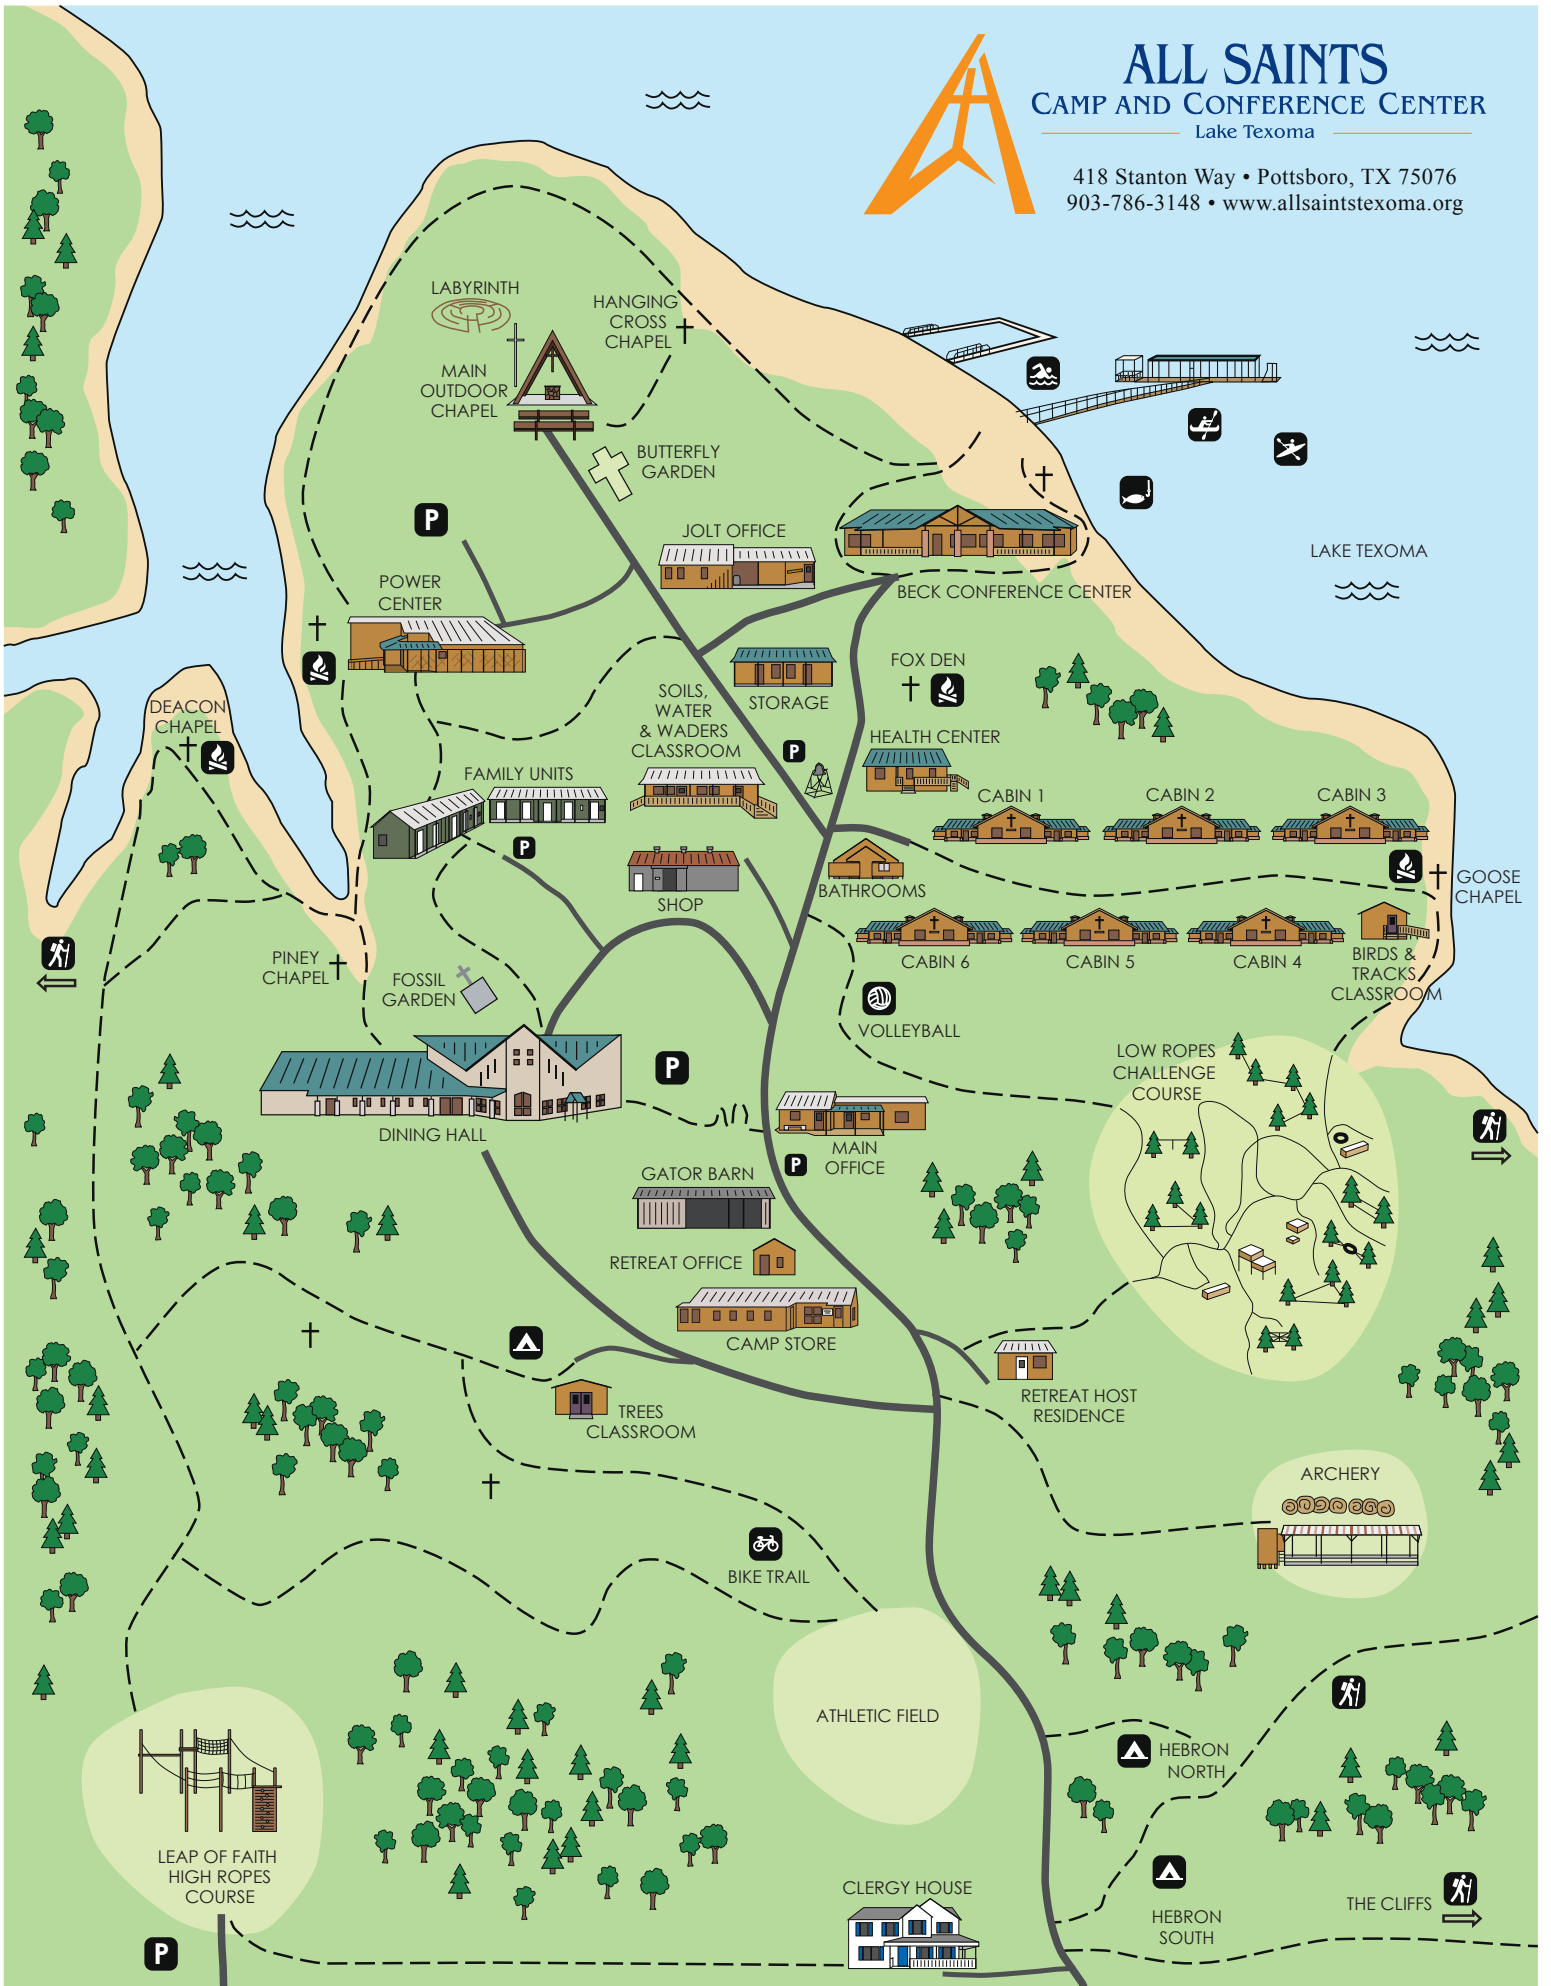 ALL SAINTS
CAMP AND CONFERENCE CENTER
Lake Texoma
418 Stanton Way • Pottsboro, TX 75076
903-786-3148 • www.allsaintstexoma.org
LABYRINTH
HANGING
CROSS
CHAPEL
MAIN
OUTDOOR
CHAPEL
BUTTERFLY
GARDEN
P
JOLT OFFICE
LAKE TEXOMA
POWER
CENTER
BECK CONFERENCE CENTER
FOX DEN
STORAGE
SOILS,
WATER
& WADERS
CLASSROOM
DEACON
CHAPEL
P
HEALTH CENTER
FAMILY UNITS
CABIN 1
CABIN 2
CABIN 3
P
BATHROOMS
SHOP
GOOSE
CHAPEL
CABIN 6
CABIN 5
CABIN 4
BIRDS &
TRACKS
CLASSROOM
PINEY
CHAPEL
FOSSIL
GARDEN
VOLLEYBALL
P
LOW ROPES
CHALLENGE
COURSE
DINING HALL
MAIN
OFFICE
P
GATOR BARN
RETREAT OFFICE
CAMP STORE
RETREAT HOST
RESIDENCE
TREES
CLASSROOM
ARCHERY
BIKE TRAIL
ATHLETIC FIELD
HEBRON
NORTH
LEAP OF FAITH
HIGH ROPES
COURSE
CLERGY HOUSE
THE CLIFFS
HEBRON
SOUTH
P